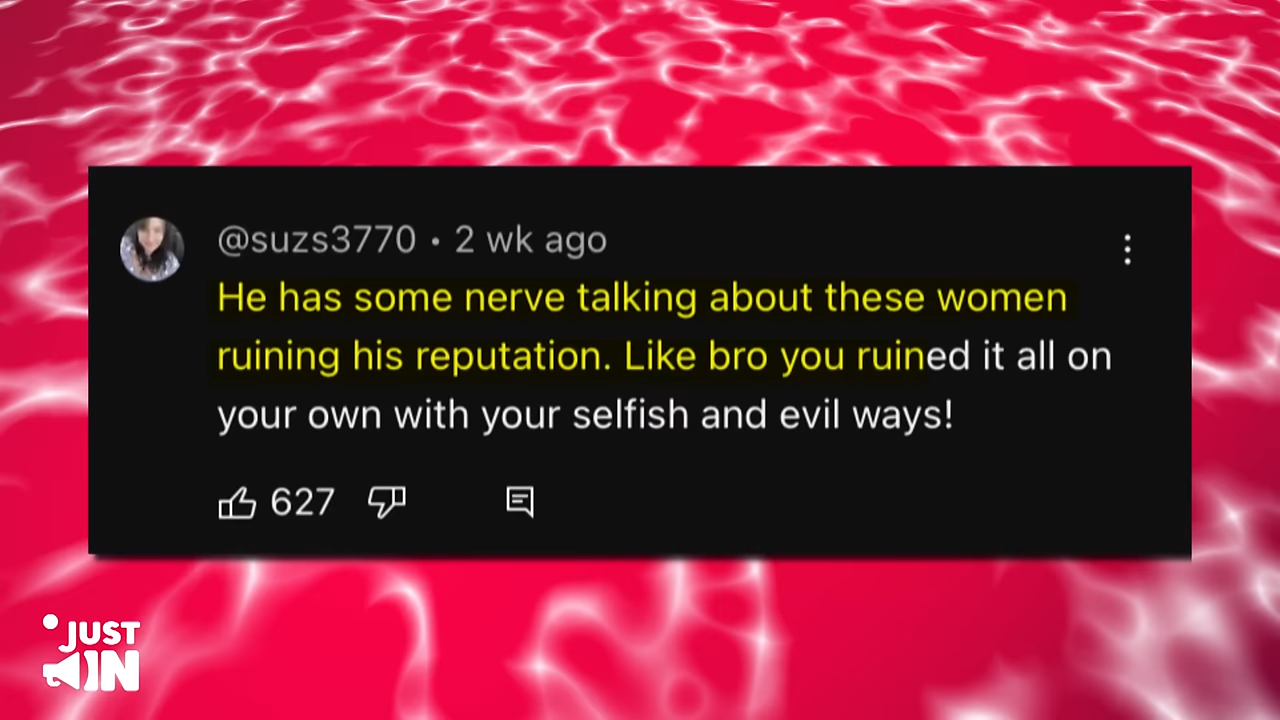 @suzs3770 • 2 wk ago
He has some nerve talking about these women
ruining his reputation. Like bro you ruined it all on
your own with your selfish and evil ways!
627
JUST
IN